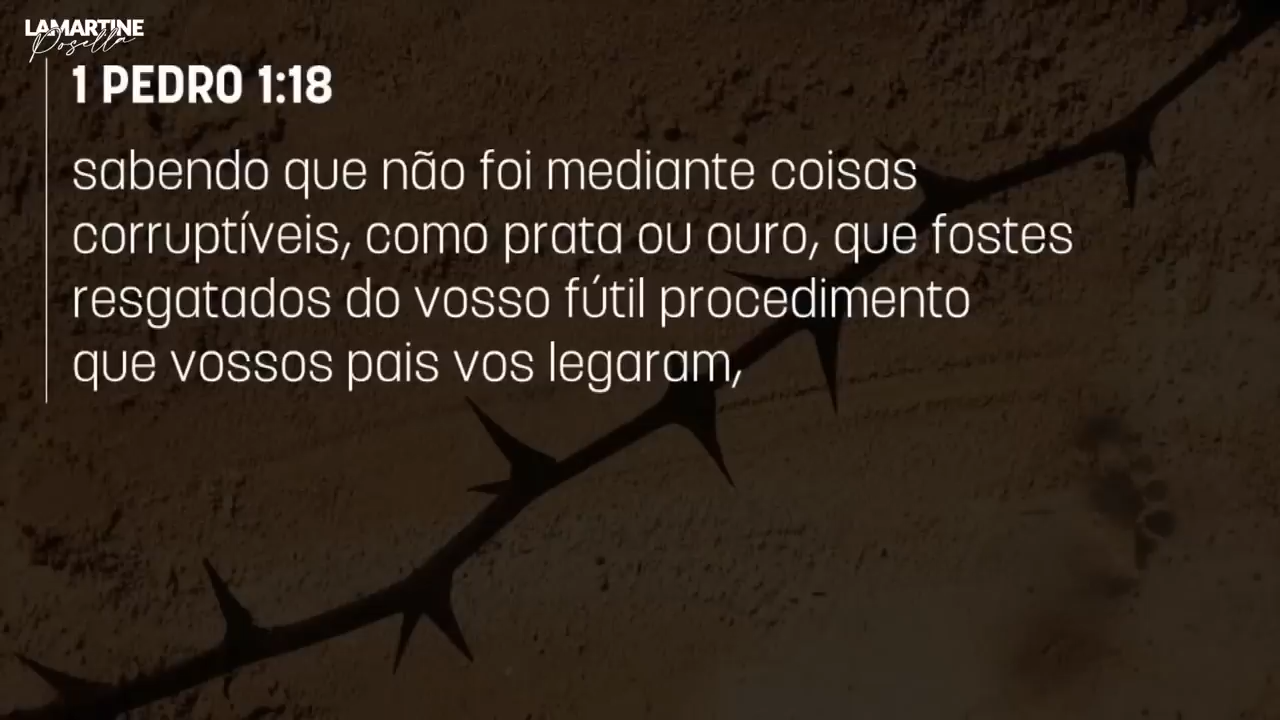 LAMARTINE
Posella
1 PEDRO 1:18
sabendo que não foi mediante coisas
corruptíveis, como prata ou ouro, que fostes
resgatados do vosso fútil procedimento
que vossos pais vos legaram,